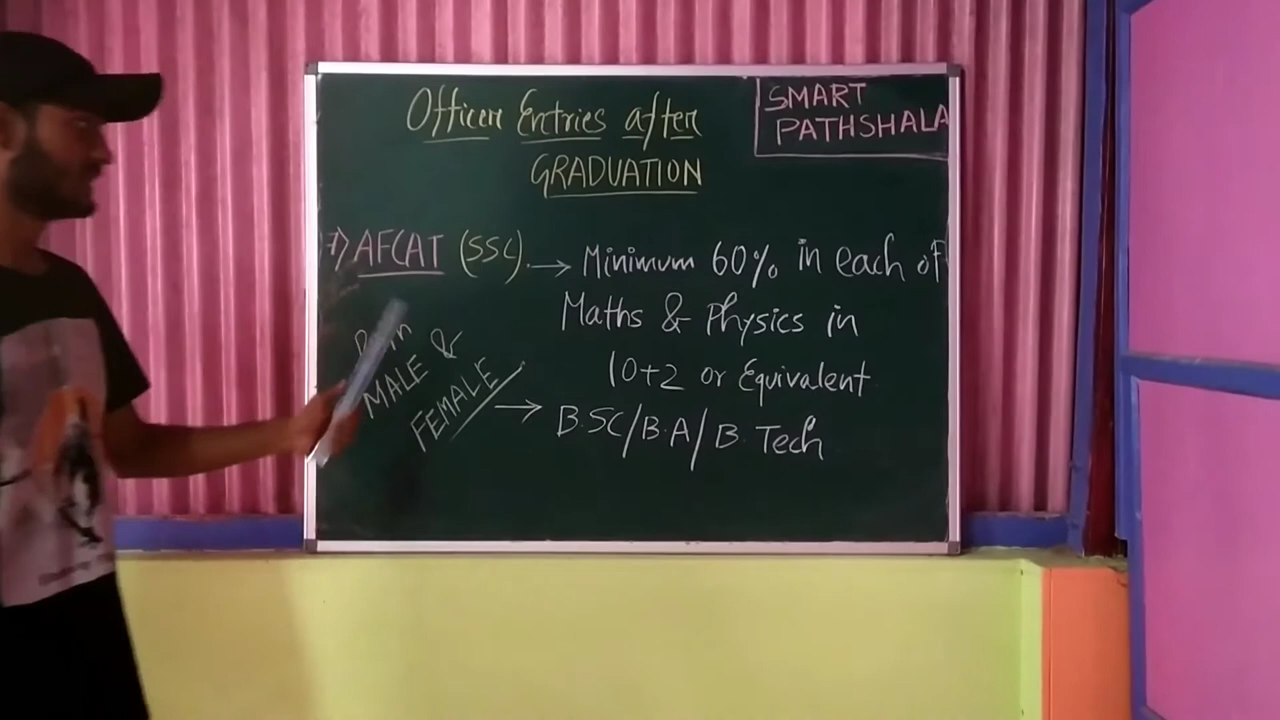 Officer Entries after
GRADUATION
SMART
PATHSHALA
AFCAT (SSC). → Minimum 60% in each of
Maths & Physics in
10+2 or Equivalent
MALE &
FEMALE → B.SC/B.A/B.Tech